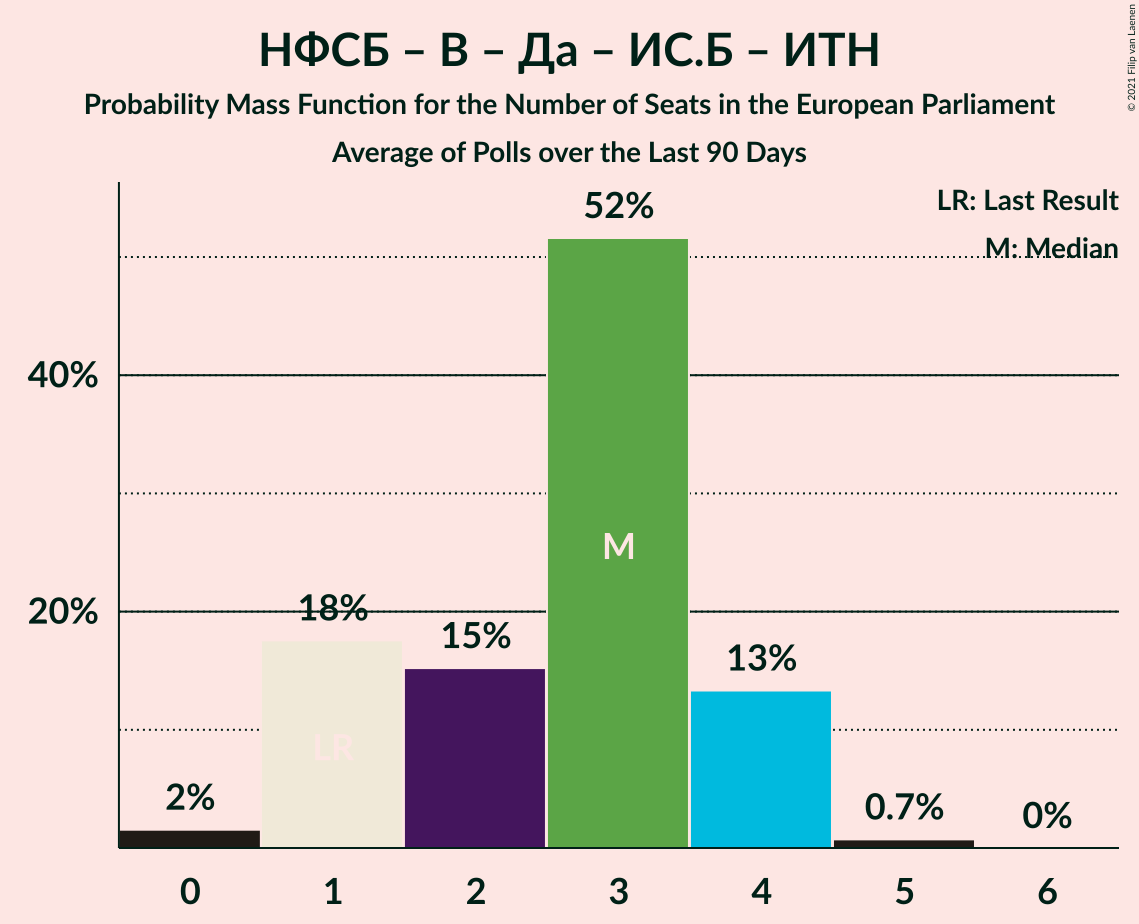 НФСБ – В – Да – ИС.Б – ИТН
Probability Mass Function for the Number of Seats in the European Parliament
Average of Polls over the Last 90 Days
© 2021 Filip van Laenen
LR: Last Result
M: Median
52%
40%
20%
18%
15%
13%
2%
0.7%
0%
M
LR
0 1 2 3 4 5 6